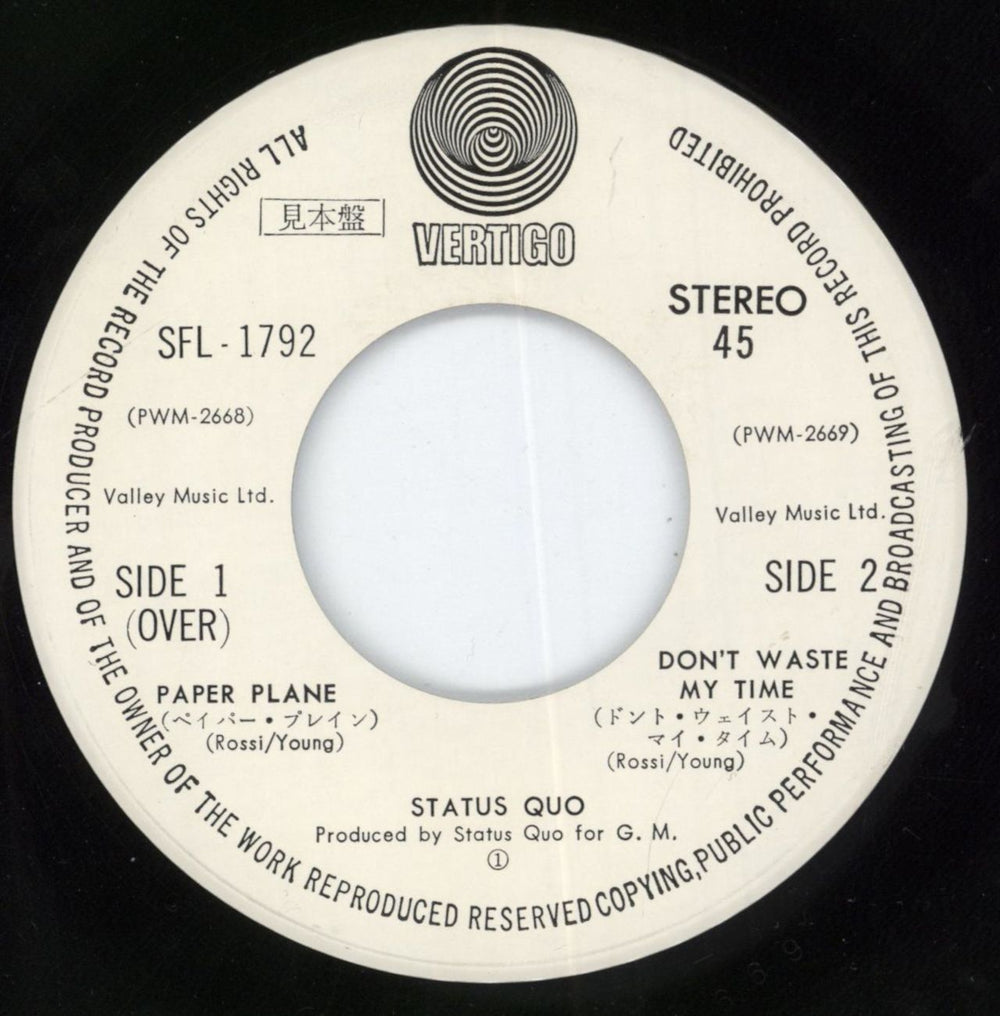 ALL RIGHTS OF THE RECORD PRODUCER AND OF THE OWNER OF THE WORK REPRODUCED RESERVED COPYING, PUBLIC PERFORMANCE AND BROADCASTING OF THIS RECORD PROHIBITED
見本盤
VERTIGO
SFL-1792
(PWM-2668)
Valley Music Ltd.
SIDE 1
(OVER)
PAPER PLANE
(ペイパー・プレイン)
(Rossi/Young)
STEREO
45
(PWM-2669)
Valley Music Ltd.
SIDE 2
DON'T WASTE
MY TIME
(ドント・ウェイスト・
マイ・タイム)
(Rossi/Young)
STATUS QUO
Produced by Status Quo for G. M.
①